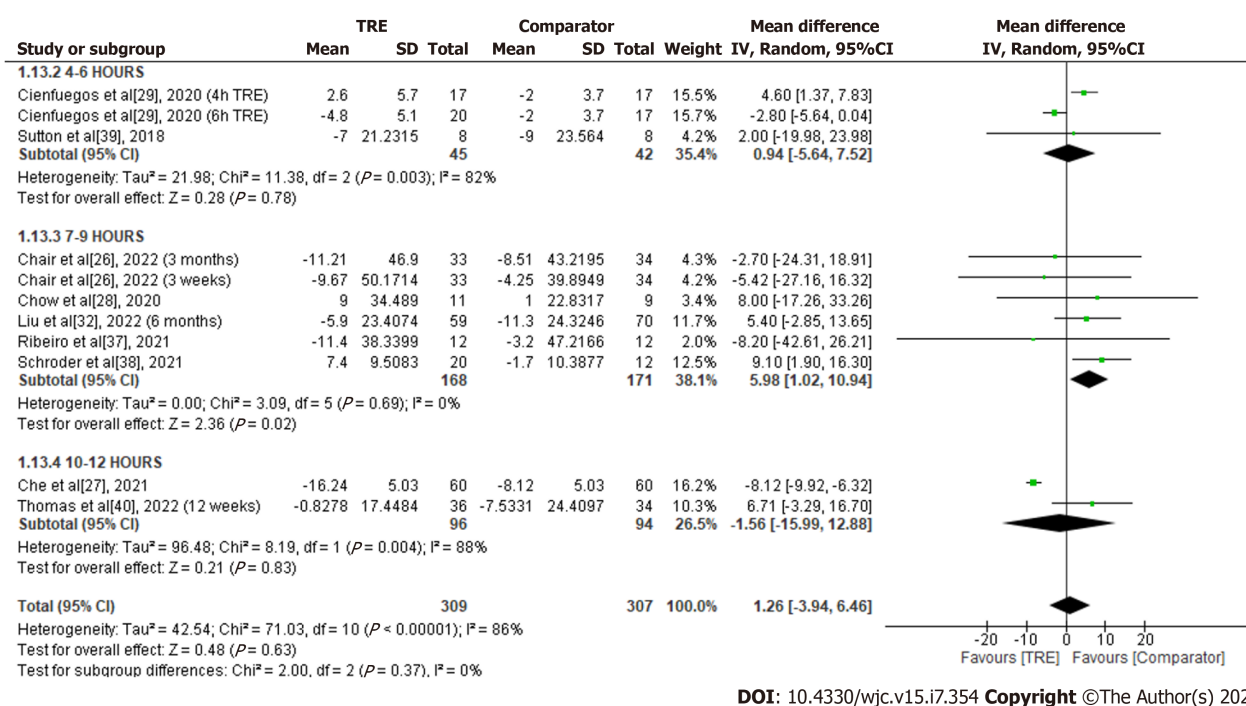 TRE Comparator Mean difference Mean difference
Study or subgroup Mean SD Total Mean SD Total Weight IV, Random, 95%CI IV, Random, 95%CI
1.13.2 4-6 HOURS
Cienfuegos et al[29], 2020 (4h TRE) 2.6 5.7 17 -2 3.7 17 15.5% 4.60 [1.37, 7.83]
Cienfuegos et al[29], 2020 (6h TRE) -4.8 5.1 20 -2 3.7 17 15.7% -2.80 [-5.64, 0.04]
Sutton et al[39], 2018 -7 21.2315 8 -9 23.564 8 4.2% 2.00 [-19.98, 23.98]
Subtotal (95% CI) 45 42 35.4% 0.94 [-5.64, 7.52]
Heterogeneity: Tau² = 21.98; Chi² = 11.38, df = 2 (P = 0.003); I² = 82%
Test for overall effect: Z = 0.28 (P = 0.78)
1.13.3 7-9 HOURS
Chair et al[26], 2022 (3 months) -11.21 46.9 33 -8.51 43.2195 34 4.3% -2.70 [-24.31, 18.91]
Chair et al[26], 2022 (3 weeks) -9.67 50.1714 33 -4.25 39.8949 34 4.2% -5.42 [-27.16, 16.32]
Chow et al[28], 2020 9 34.489 11 1 22.8317 9 3.4% 8.00 [-17.26, 33.26]
Liu et al[32], 2022 (6 months) -5.9 23.4074 59 -11.3 24.3246 70 11.7% 5.40 [-2.85, 13.65]
Ribeiro et al[37], 2021 -11.4 38.3399 12 -3.2 47.2166 12 2.0% -8.20 [-42.61, 26.21]
Schroder et al[38], 2021 7.4 9.5083 20 -1.7 10.3877 12 12.5% 9.10 [1.90, 16.30]
Subtotal (95% CI) 168 171 38.1% 5.98 [1.02, 10.94]
Heterogeneity: Tau² = 0.00; Chi² = 3.09, df = 5 (P = 0.69); I² = 0%
Test for overall effect: Z = 2.36 (P = 0.02)
1.13.4 10-12 HOURS
Che et al[27], 2021 -16.24 5.03 60 -8.12 5.03 60 16.2% -8.12 [-9.92, -6.32]
Thomas et al[40], 2022 (12 weeks) -0.8278 17.4484 36 -7.5331 24.4097 34 10.3% 6.71 [-3.29, 16.70]
Subtotal (95% CI) 96 94 26.5% -1.56 [-15.99, 12.88]
Heterogeneity: Tau² = 96.48; Chi² = 8.19, df = 1 (P = 0.004); I² = 88%
Test for overall effect: Z = 0.21 (P = 0.83)
Total (95% CI) 309 307 100.0% 1.26 [-3.94, 6.46]
Heterogeneity: Tau² = 42.54; Chi² = 71.03, df = 10 (P < 0.00001); I² = 86%
Test for overall effect: Z = 0.48 (P = 0.63)
Test for subgroup differences: Chi² = 2.00, df = 2 (P = 0.37), I² = 0%
-20 -10 0 10 20
Favours [TRE] Favours [Comparator]
DOI: 10.4330/wjc.v15.i7.354 Copyright ©The Author(s) 202